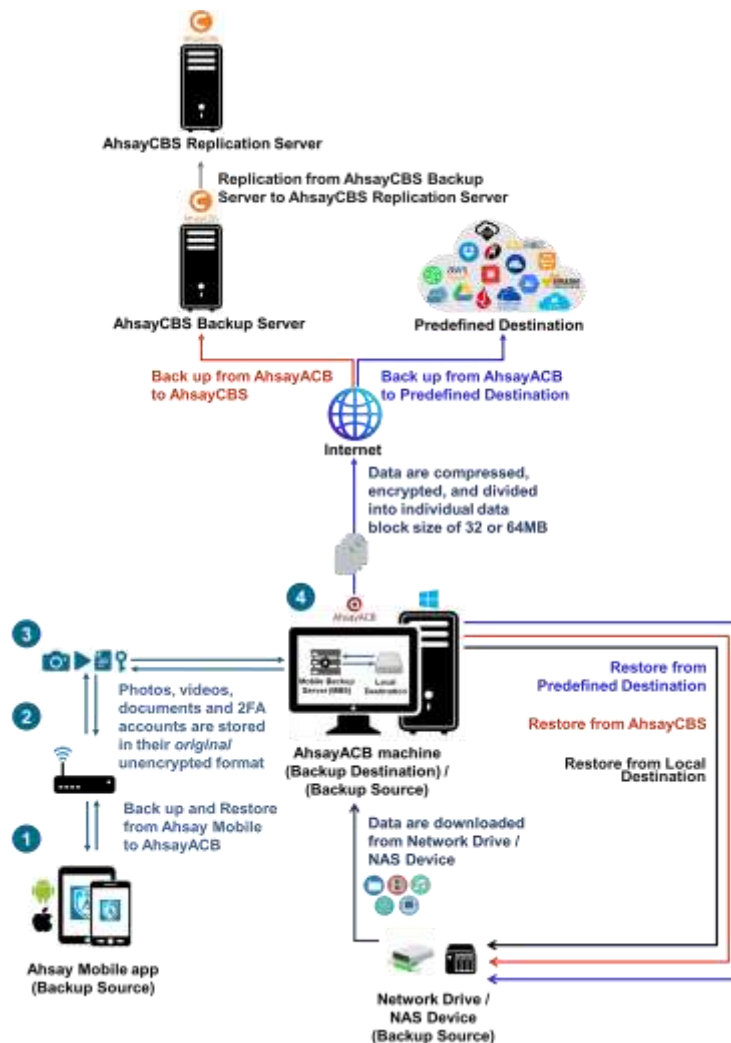 AhsayCBS Replication Server
Replication from AhsayCBS Backup
Server to AhsayCBS Replication Server
AhsayCBS Backup Server
Predefined Destination
Back up from AhsayACB
to AhsayCBS
Back up from AhsayACB
to Predefined Destination
Internet
Data are compressed,
encrypted, and divided
into individual data
block size of 32 or 64MB
4
AhsayACB
Mobile Backup
Server (MBS)
Local
Destination
3
Photos, videos,
documents and 2FA
accounts are stored
in their original
unencrypted format
2
AhsayACB machine
(Backup Destination) /
(Backup Source)
Restore from
Predefined Destination
Restore from AhsayCBS
Restore from Local
Destination
1
Back up and Restore
from Ahsay Mobile
to AhsayACB
Data are downloaded
from Network Drive /
NAS Device
Ahsay Mobile app
(Backup Source)
Network Drive /
NAS Device
(Backup Source)